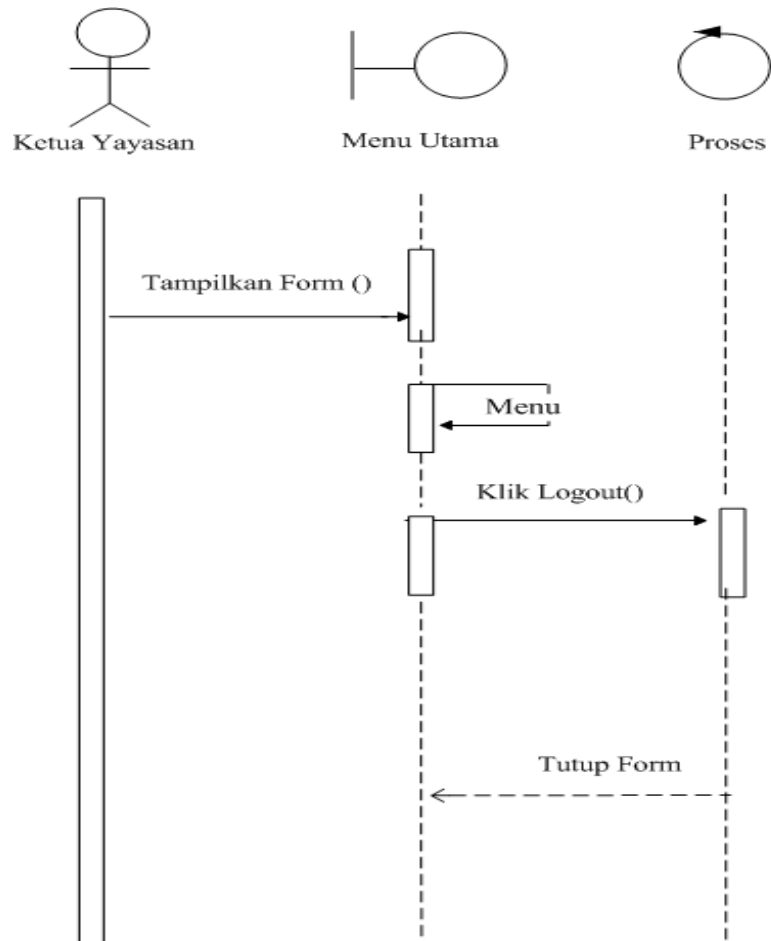 Ketua Yayasan
Menu Utama
Proses
Tampilkan Form ()
Menu
Klik Logout()
Tutup Form